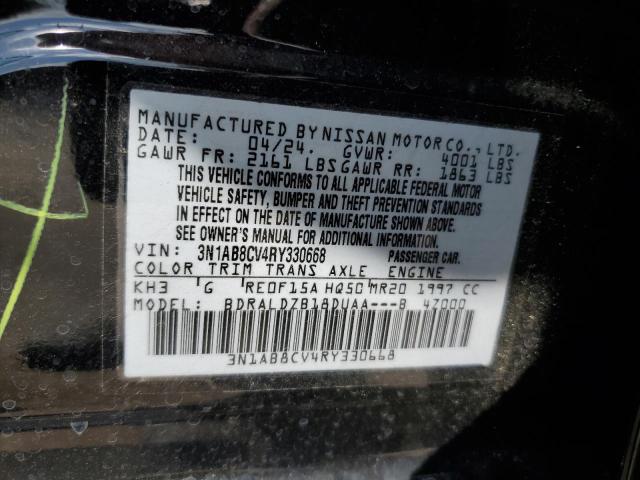 MANUFACTURED BY NISSAN MOTOR CO., LTD.
DATE: 04/24. GVWR: 4001 LBS
GAWR FR: 2161 LBS GAWR RR: 1863 LBS
THIS VEHICLE CONFORMS TO ALL APPLICABLE FEDERAL MOTOR
VEHICLE SAFETY, BUMPER AND THEFT PREVENTION STANDARDS
IN EFFECT ON THE DATE OF MANUFACTURE SHOWN ABOVE.
SEE OWNER'S MANUAL FOR ADDITIONAL INFORMATION.
VIN: 3N1AB8CV4RY330668 PASSENGER CAR.
COLOR TRIM TRANS AXLE ENGINE
KH3 G RE0F15A HQ50 MR20 1997 CC
MODEL: BDRALDZB18DUAA---B 47000
3N1AB8CV4RY330668